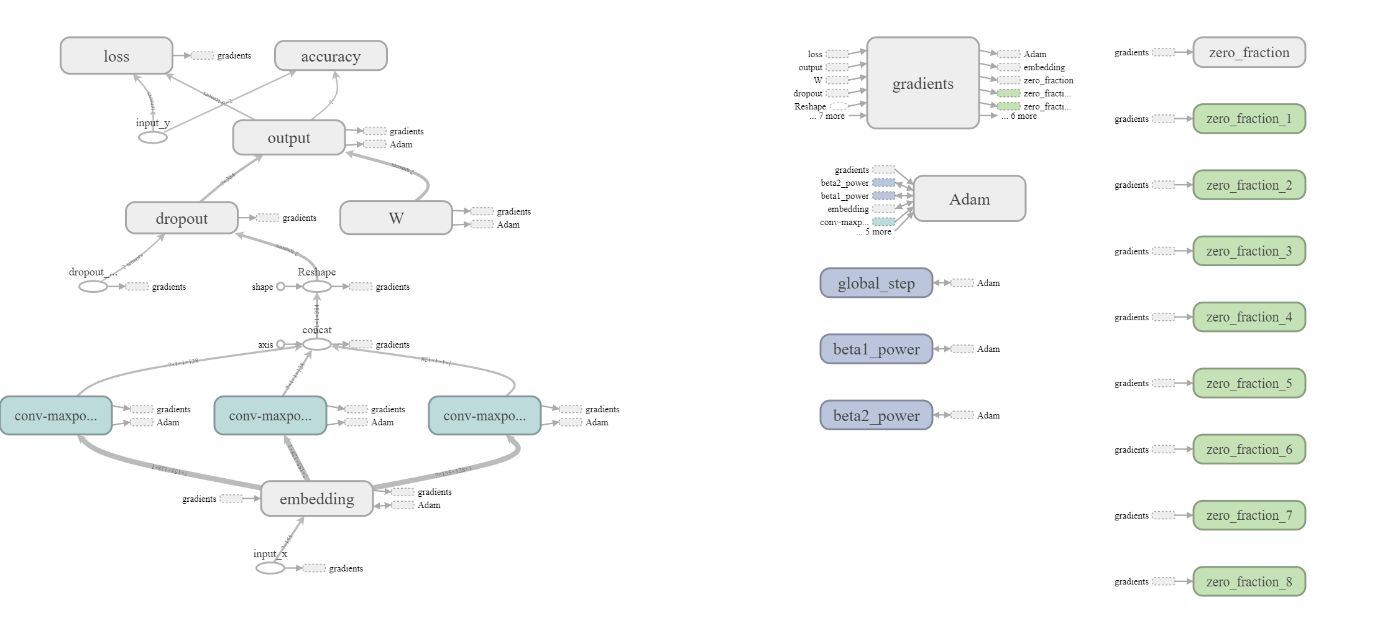 loss
gradients
accuracy
input_y
output
gradients
Adam
dropout
gradients
W
gradients
Adam
dropout_...
gradients
Reshape
shape
gradients
concat
axis
gradients
conv-maxpo...
gradients
Adam
conv-maxpo...
gradients
Adam
conv-maxpo...
gradients
Adam
gradients
embedding
gradients
Adam
input_x
gradients
loss
output
W
dropout
Reshape
... 7 more
gradients
Adam
embedding
zero_fraction
zero_fracti...
zero_fracti...
... 6 more
gradients
beta2_power
beta1_power
embedding
conv-maxp...
... 5 more
Adam
global_step
Adam
beta1_power
Adam
beta2_power
Adam
gradients
zero_fraction
gradients
zero_fraction_1
gradients
zero_fraction_2
gradients
zero_fraction_3
gradients
zero_fraction_4
gradients
zero_fraction_5
gradients
zero_fraction_6
gradients
zero_fraction_7
gradients
zero_fraction_8